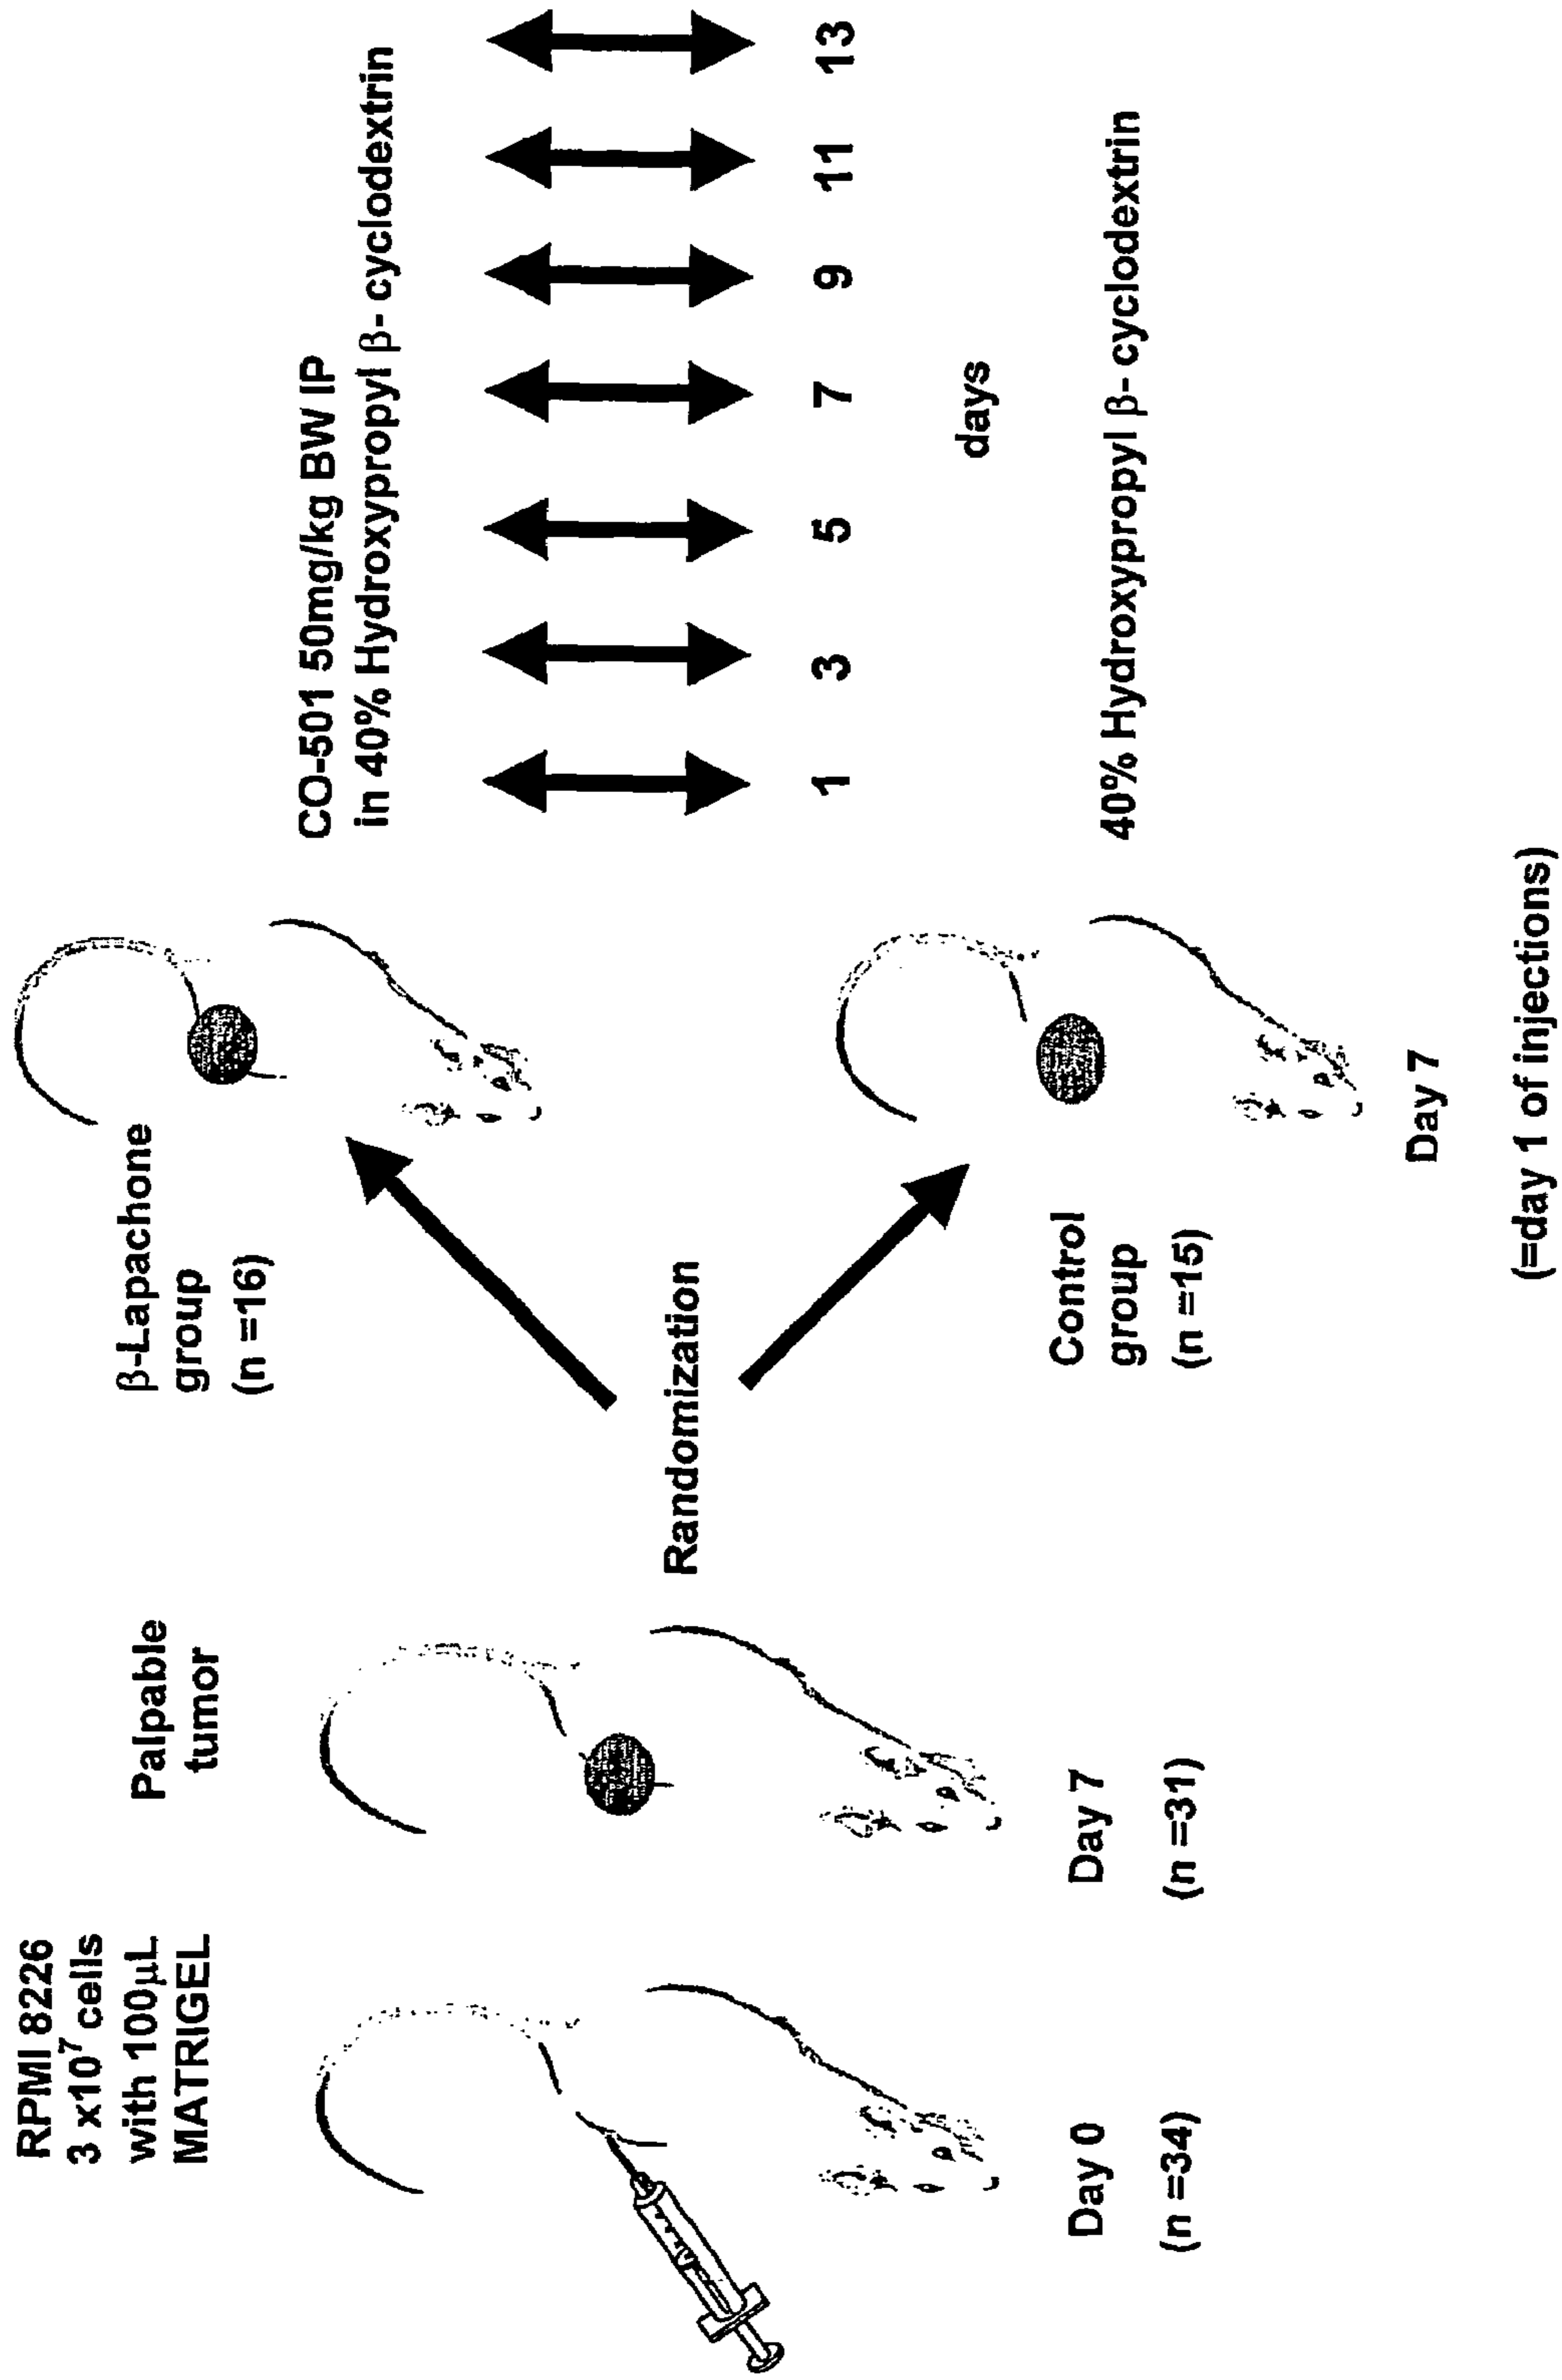 RPMI 8226
3 x10⁷ cells
with 100μL
MATRIGEL
Day 0
(n =34)
Palpable
tumor
Day 7
(n =31)
Randomization
β-Lapachone
group
(n =16)
Control
group
(n =15)
Day 7
(=day 1 of injections)
CO-501 50mg/kg BW IP
in 40% Hydroxypropyl β- cyclodextrin
1 3 5 7 9 11 13
days
40% Hydroxypropyl β- cyclodextrin